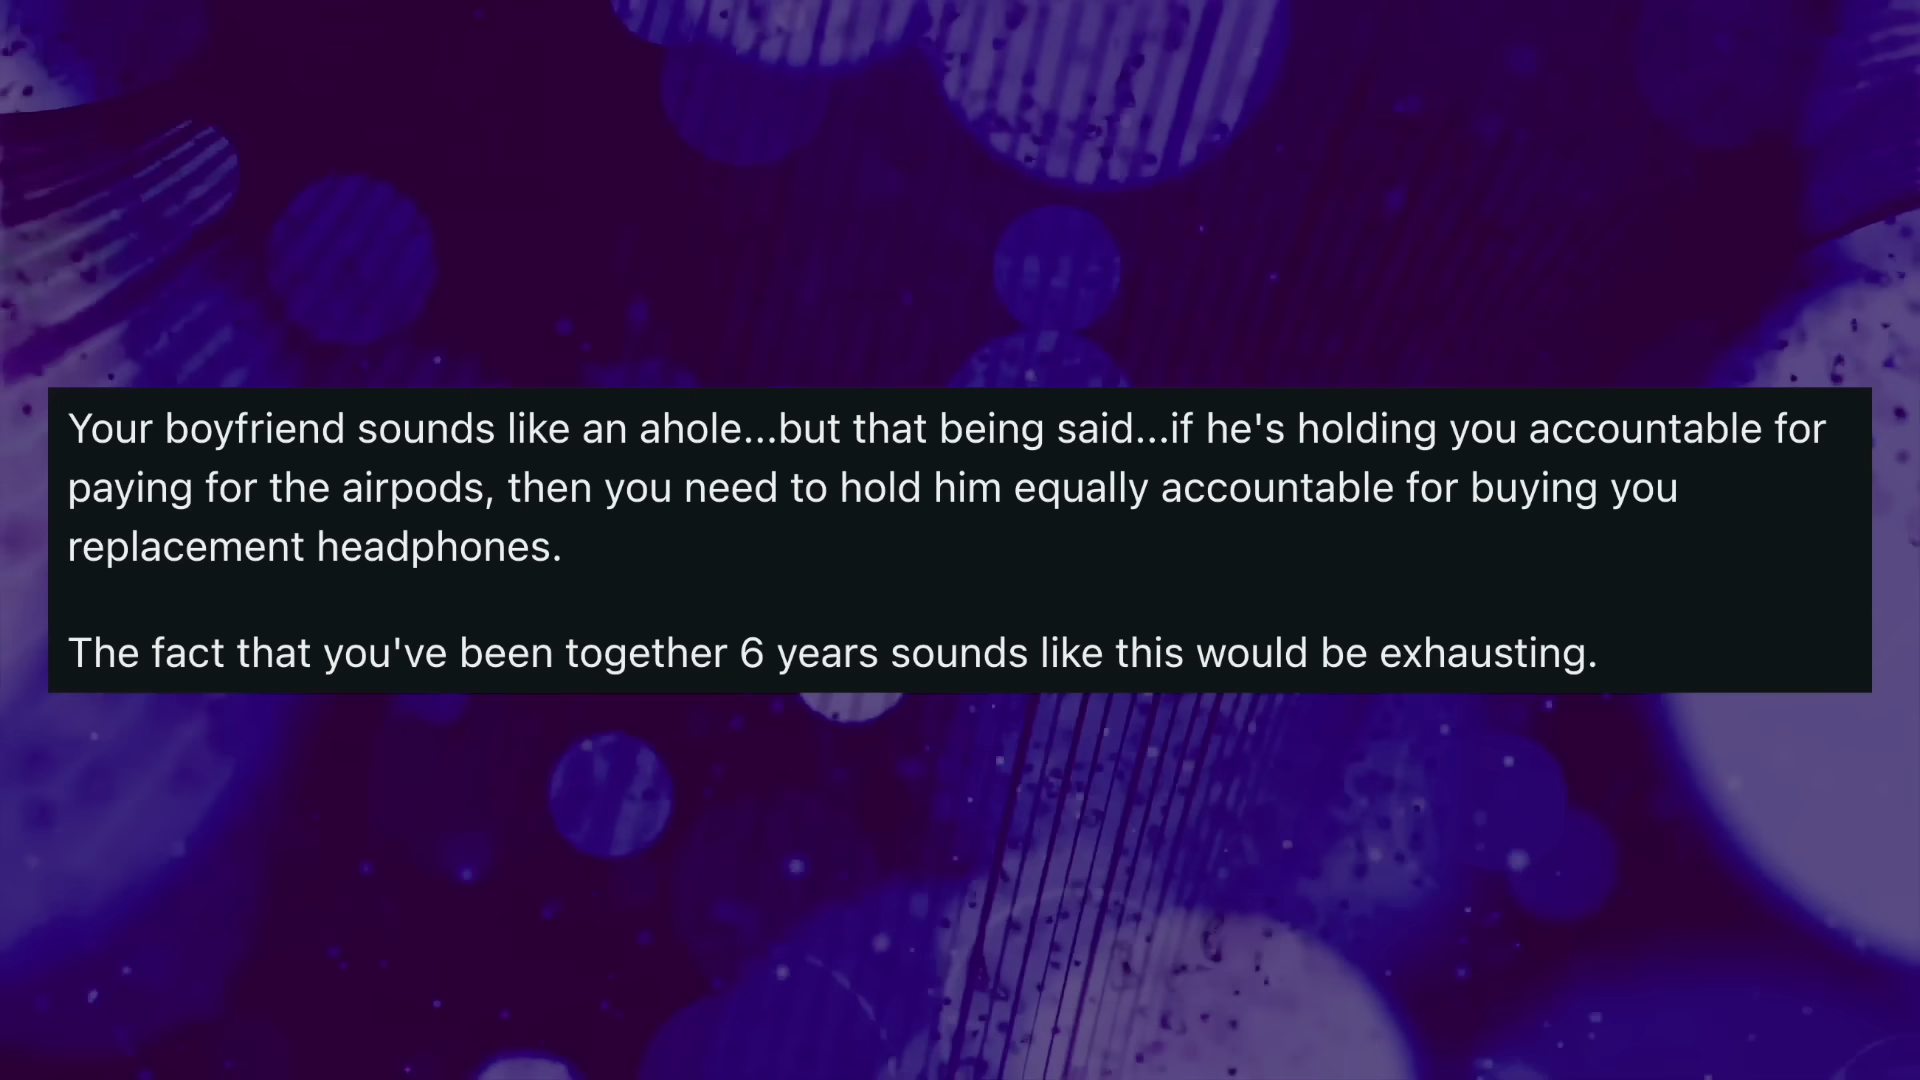 Your boyfriend sounds like an ahole...but that being said...if he's holding you accountable for
paying for the airpods, then you need to hold him equally accountable for buying you
replacement headphones.
The fact that you've been together 6 years sounds like this would be exhausting.